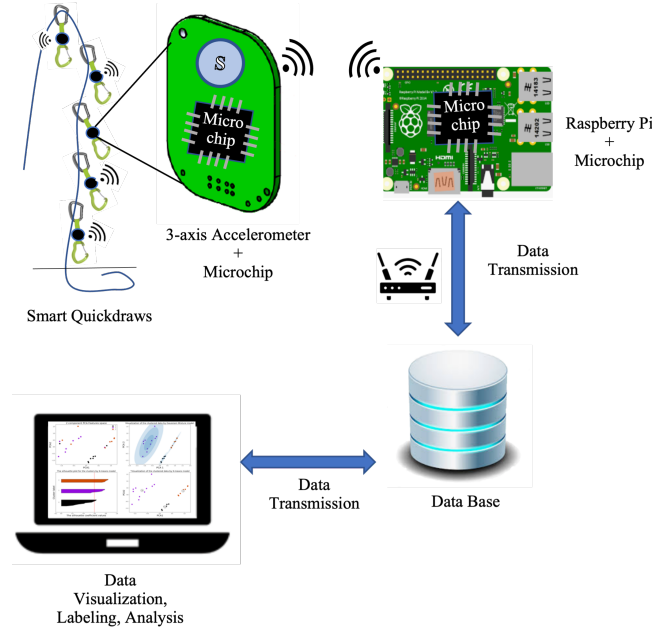 S
Micro
chip
3-axis Accelerometer
+
Microchip
Smart Quickdraws
Micro
chip
HDMI
Raspberry Pi
+
Microchip
Data
Transmission
Data
Transmission
Data Base
Data
Visualization,
Labeling, Analysis